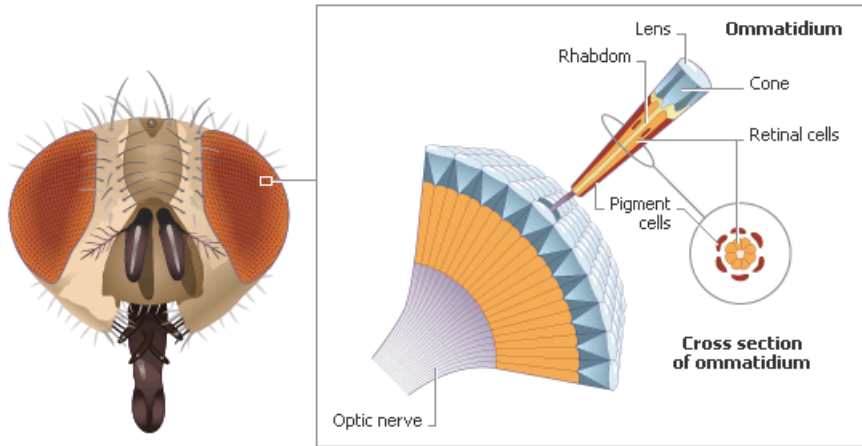 Lens
Ommatidium
Rhabdom
Cone
Retinal cells
Pigment
cells
Cross section
of ommatidium
Optic nerve